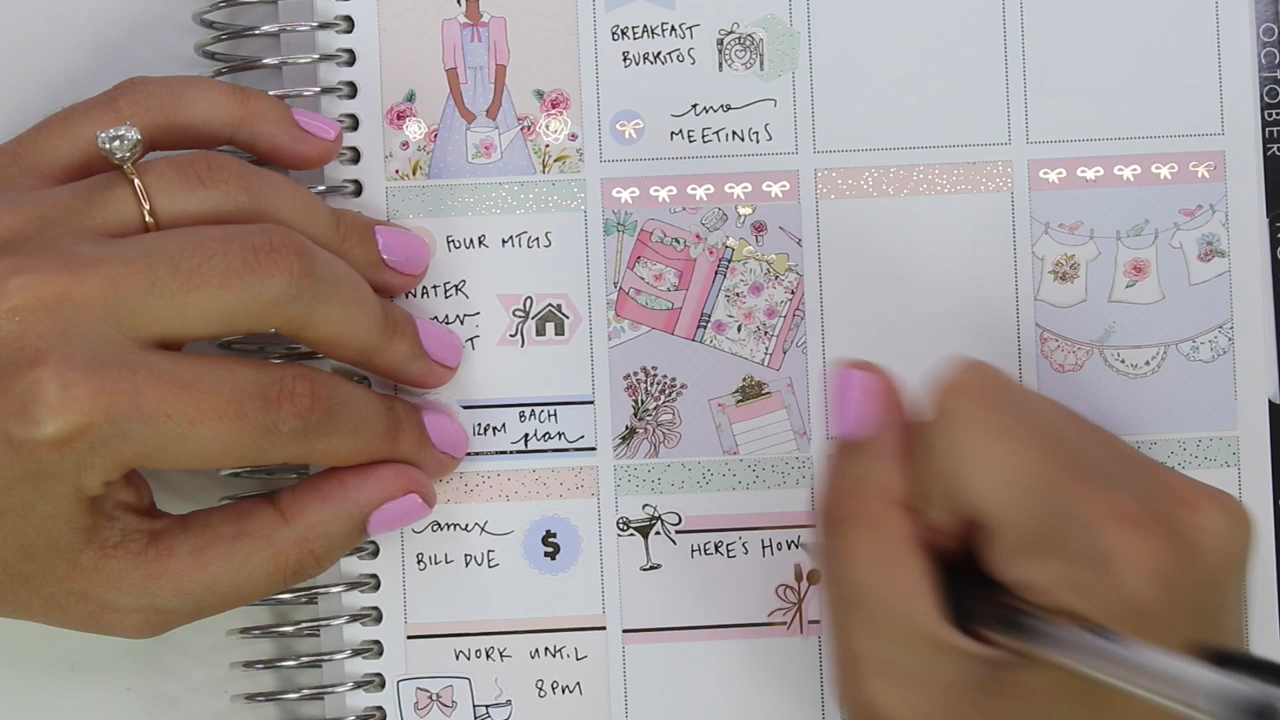 BREAKFAST
BURRITOS
two
MEETINGS
FOUR MTGS
WATER
12PM BACH
plan
amex
BILL DUE
$
WORK UNTIL
8PM
HERE'S HOW
OCTOBER